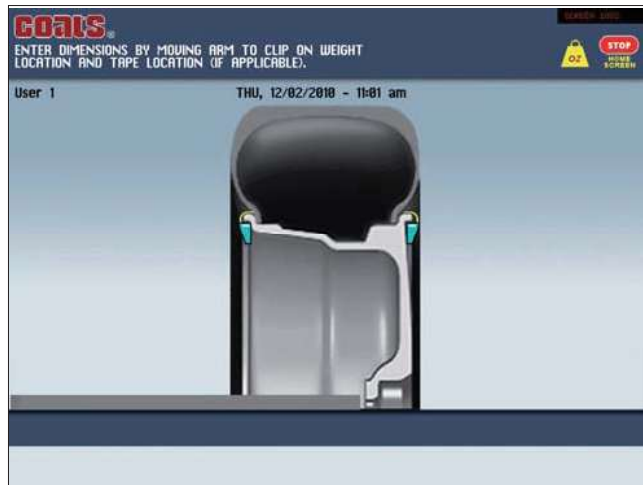 COATS®
ENTER DIMENSIONS BY MOVING ARM TO CLIP ON WEIGHT
LOCATION AND TAPE LOCATION (IF APPLICABLE).
OZ
STOP
HOME
SCREEN
User 1
THU, 12/02/2010 - 11:01 am